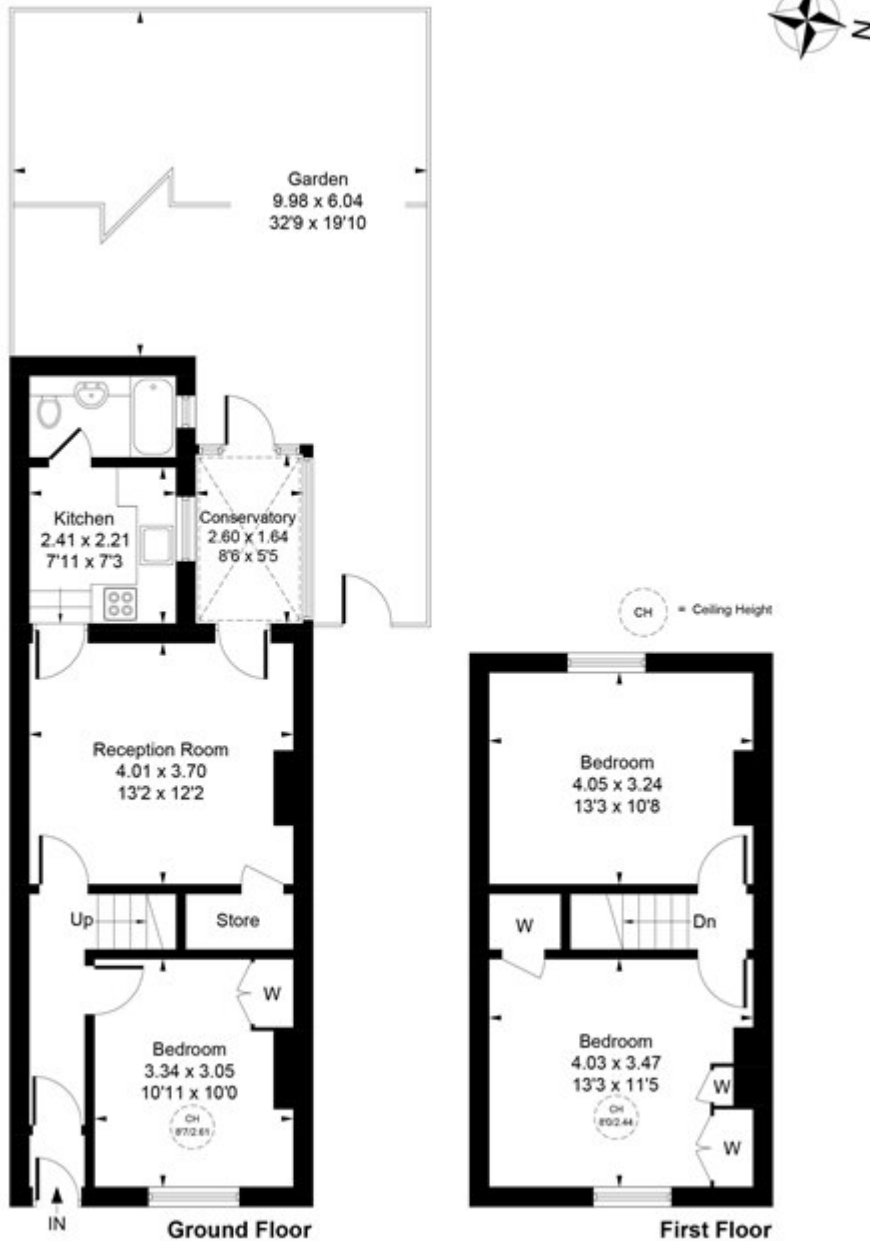 N
Garden
9.98 x 6.04
32'9 x 19'10
Kitchen
2.41 x 2.21
7'11 x 7'3
Conservatory
2.60 x 1.64
8'6 x 5'5
CH = Ceiling Height
Reception Room
4.01 x 3.70
13'2 x 12'2
Bedroom
4.05 x 3.24
13'3 x 10'8
Up
Store
W
Dn
W
Bedroom
3.34 x 3.05
10'11 x 10'0
CH
8'7/2.61
Bedroom
4.03 x 3.47
13'3 x 11'5
CH
8'0/2.44
W
W
IN
Ground Floor
First Floor